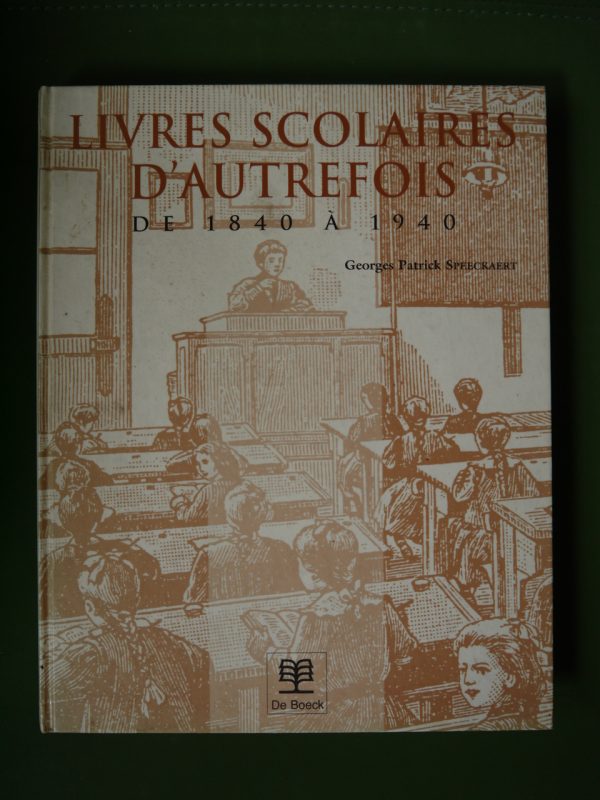 LIVRES SCOLAIRES
D'AUTREFOIS
DE 1840 À 1940
Georges Patrick SPEECKAERT
De Boeck